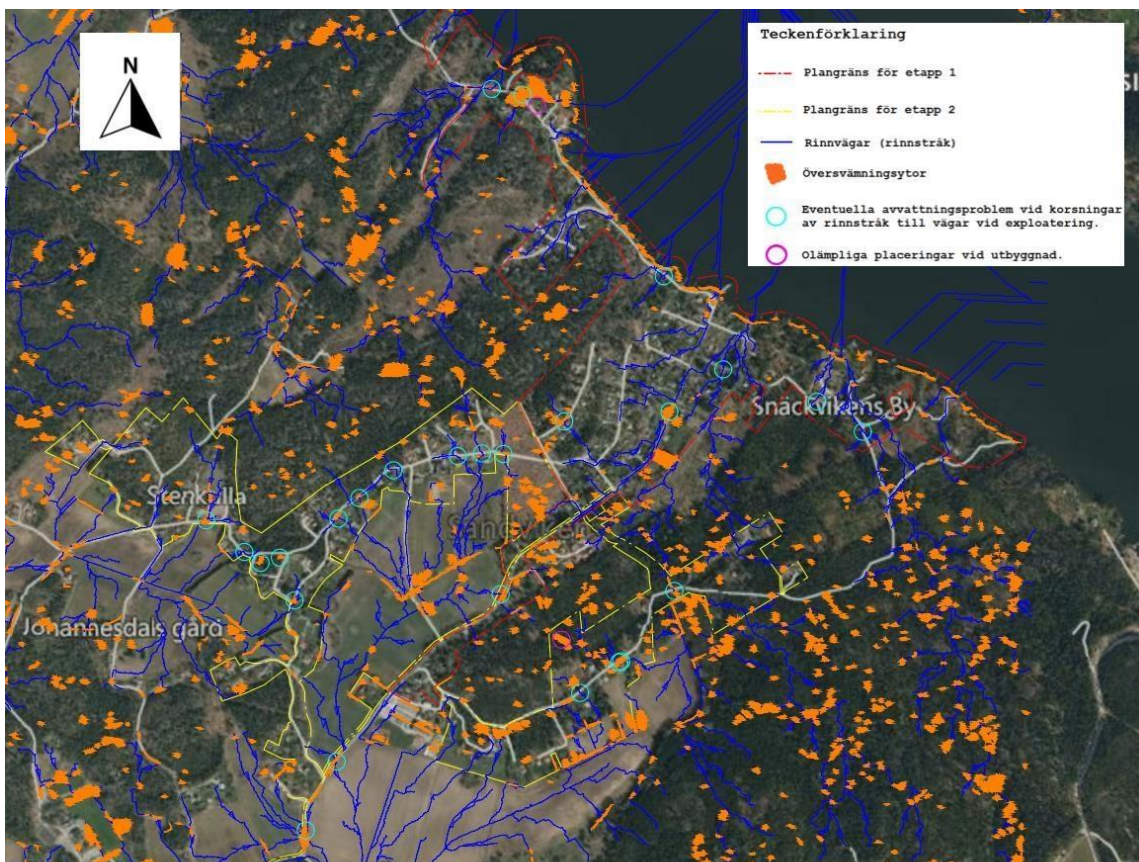 N
Teckenförklaring
Plangräns för etapp 1
Plangräns för etapp 2
Rinnvägar (rinnstråk)
Översvämningsytor
Eventuella avvattningsproblem vid korsningar
av rinnstråk till vägar vid exploatering.
Olämpliga placeringar vid utbyggnad.
Snäckvikens By
Stenkulla
Sandviken
Johannesdals gård